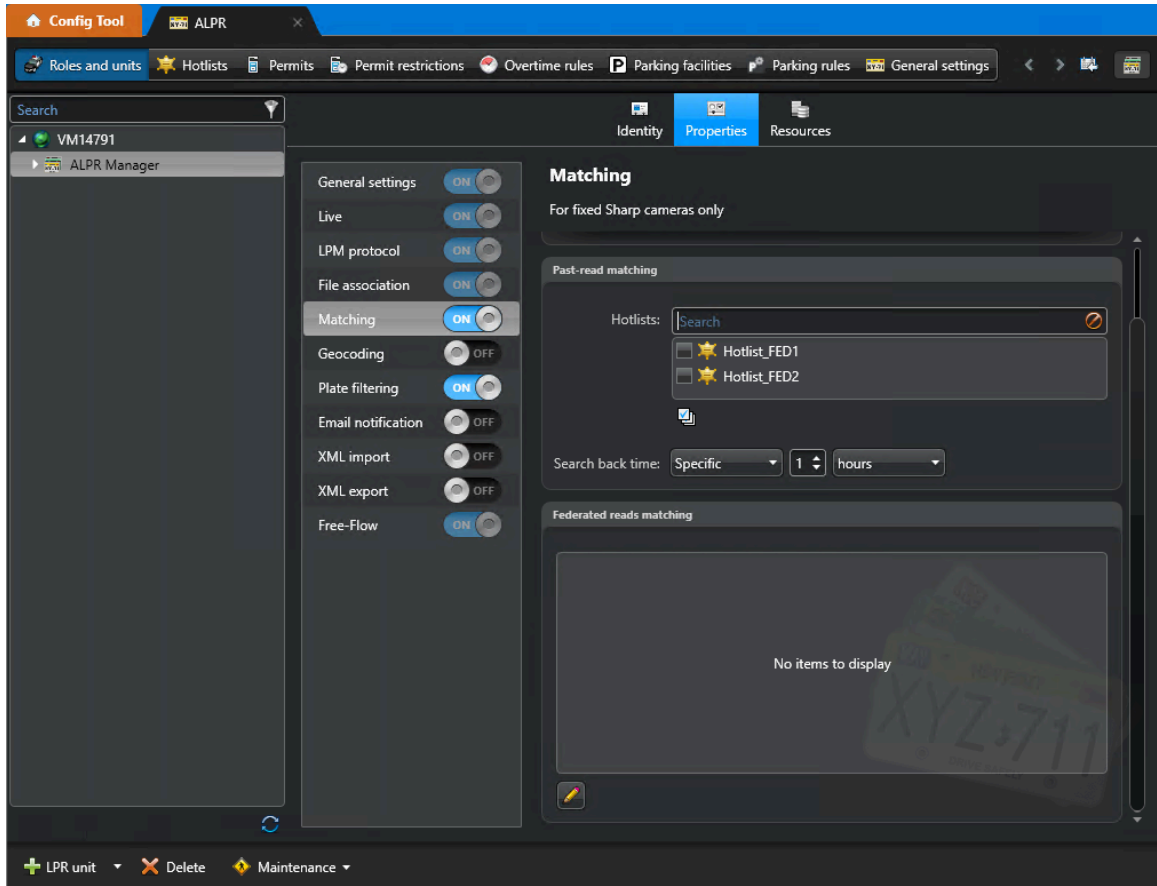 Config Tool
ALPR
Roles and units Hotlists Permits Permit restrictions Overtime rules Parking facilities Parking rules General settings
Search
VM14791
ALPR Manager
Identity Properties Resources
General settings ON
Live ON
LPM protocol ON
File association ON
Matching ON
Geocoding OFF
Plate filtering ON
Email notification OFF
XML import OFF
XML export OFF
Free-Flow ON
Matching
For fixed Sharp cameras only
Past-read matching
Hotlists: Search
Hotlist_FED1
Hotlist_FED2
Search back time: Specific 1 hours
Federated reads matching
No items to display
XYZ 711
LPR unit Delete Maintenance